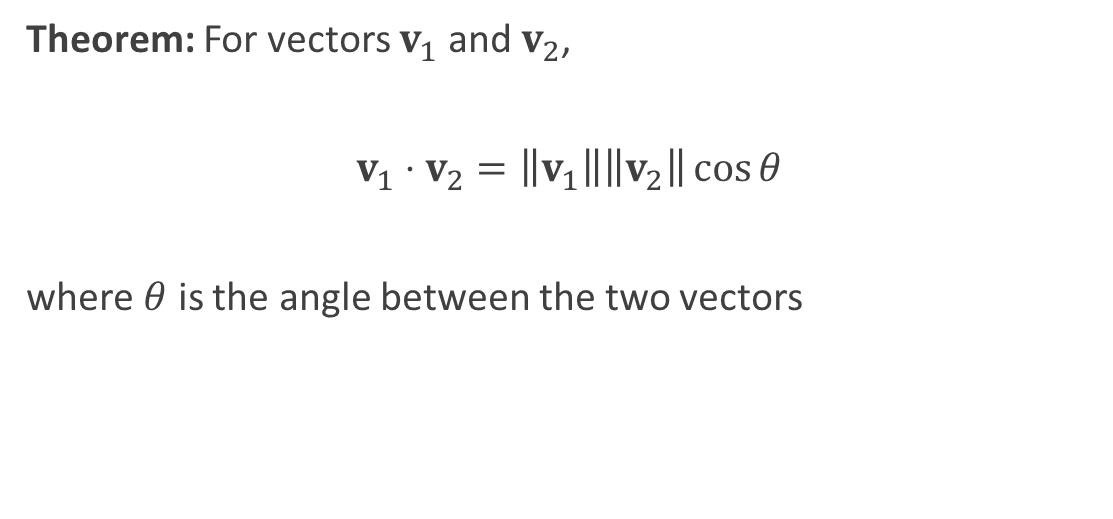 Theorem: For vectors 𝐯₁ and 𝐯₂,
𝐯₁ · 𝐯₂ = ‖𝐯₁‖‖𝐯₂‖ cos 𝜃
where 𝜃 is the angle between the two vectors